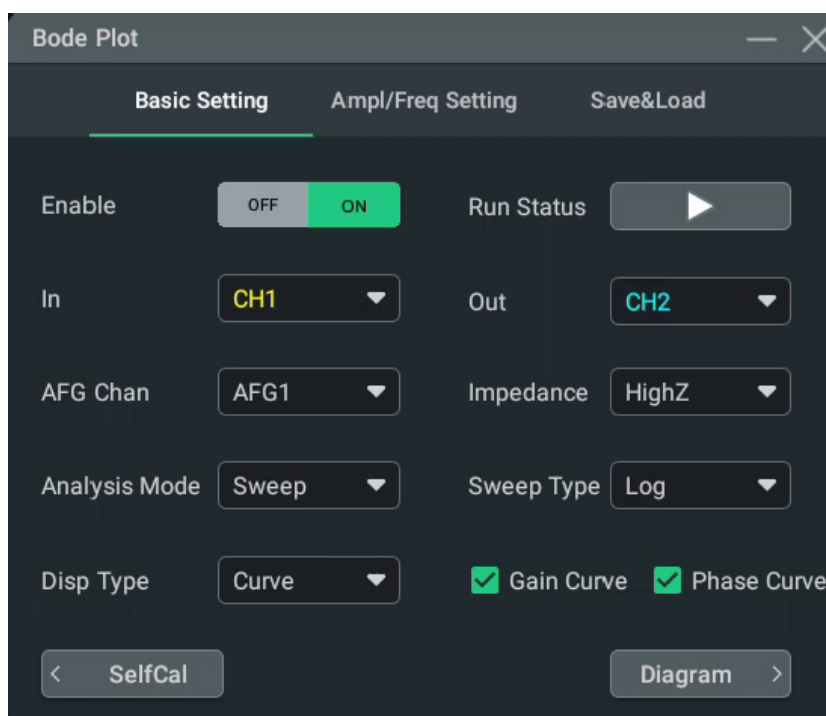 Bode Plot
Basic Setting Ampl/Freq Setting Save&Load
Enable OFF ON Run Status
In CH1 Out CH2
AFG Chan AFG1 Impedance HighZ
Analysis Mode Sweep Sweep Type Log
Disp Type Curve Gain Curve Phase Curve
SelfCal Diagram